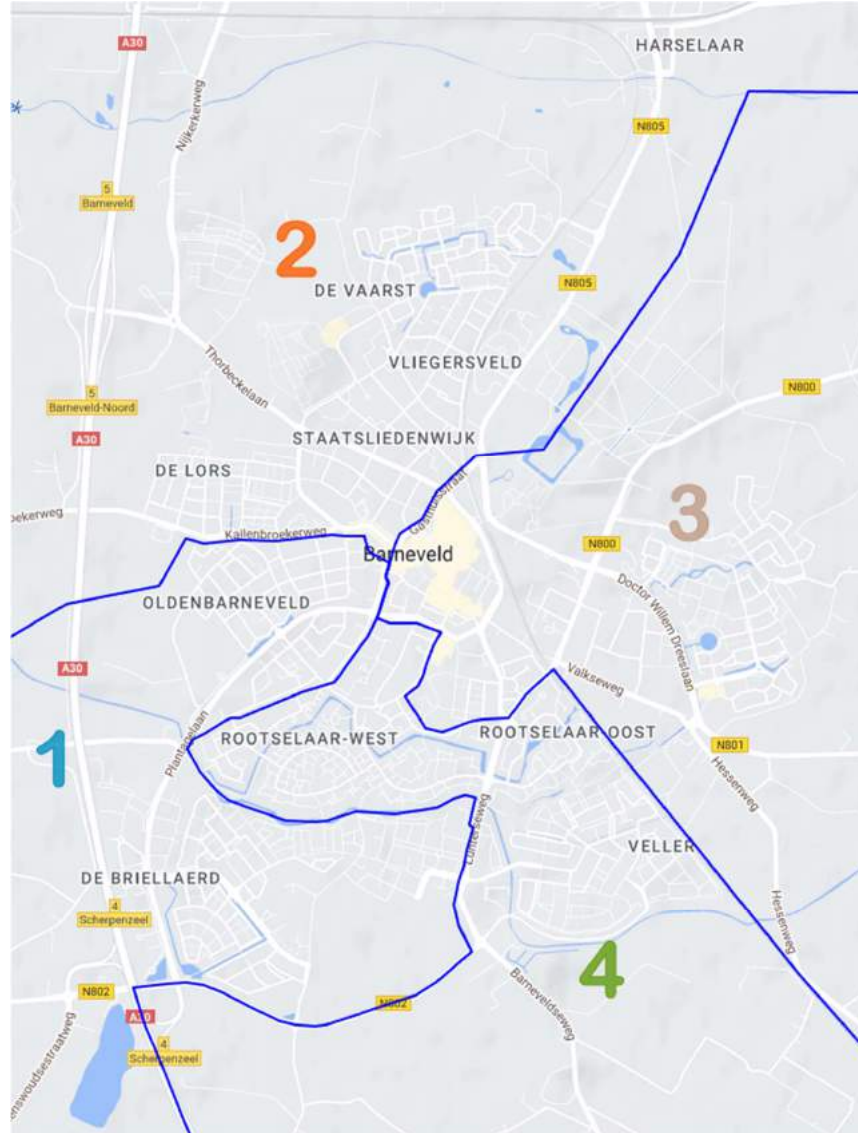 A30
HARSELAAR
Nijkerkerweg
N805
5
Barneveld
2
DE VAARST
N805
VLIEGERSVELD
Thorbeckelaan
N800
5
Barneveld-Noord
A30
STAATSLIEDENWIJK
DE LORS
Gasthuisstraat
3
Kallenbroekerweg
Barneveld
N800
OLDENBARNEVELD
Doctor Willem Dreeslaan
A30
Valkseweg
1
Plantagelaan
ROOTSELAAR-WEST
ROOTSELAAR-OOST
N801
Hessenweg
Lunterseweg
VELLER
DE BRIELLAERD
4
Scherpenzeel
Hessenweg
4
N802
N802
Barneveldseweg
A30
4
Scherpenzeel